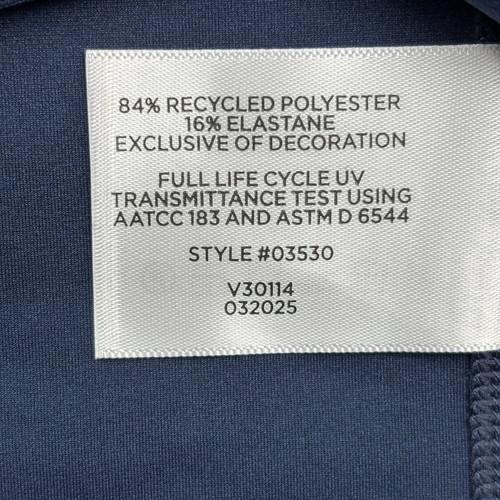 84% RECYCLED POLYESTER
16% ELASTANE
EXCLUSIVE OF DECORATION
FULL LIFE CYCLE UV
TRANSMITTANCE TEST USING
AATCC 183 AND ASTM D 6544
STYLE #03530
V30114
032025